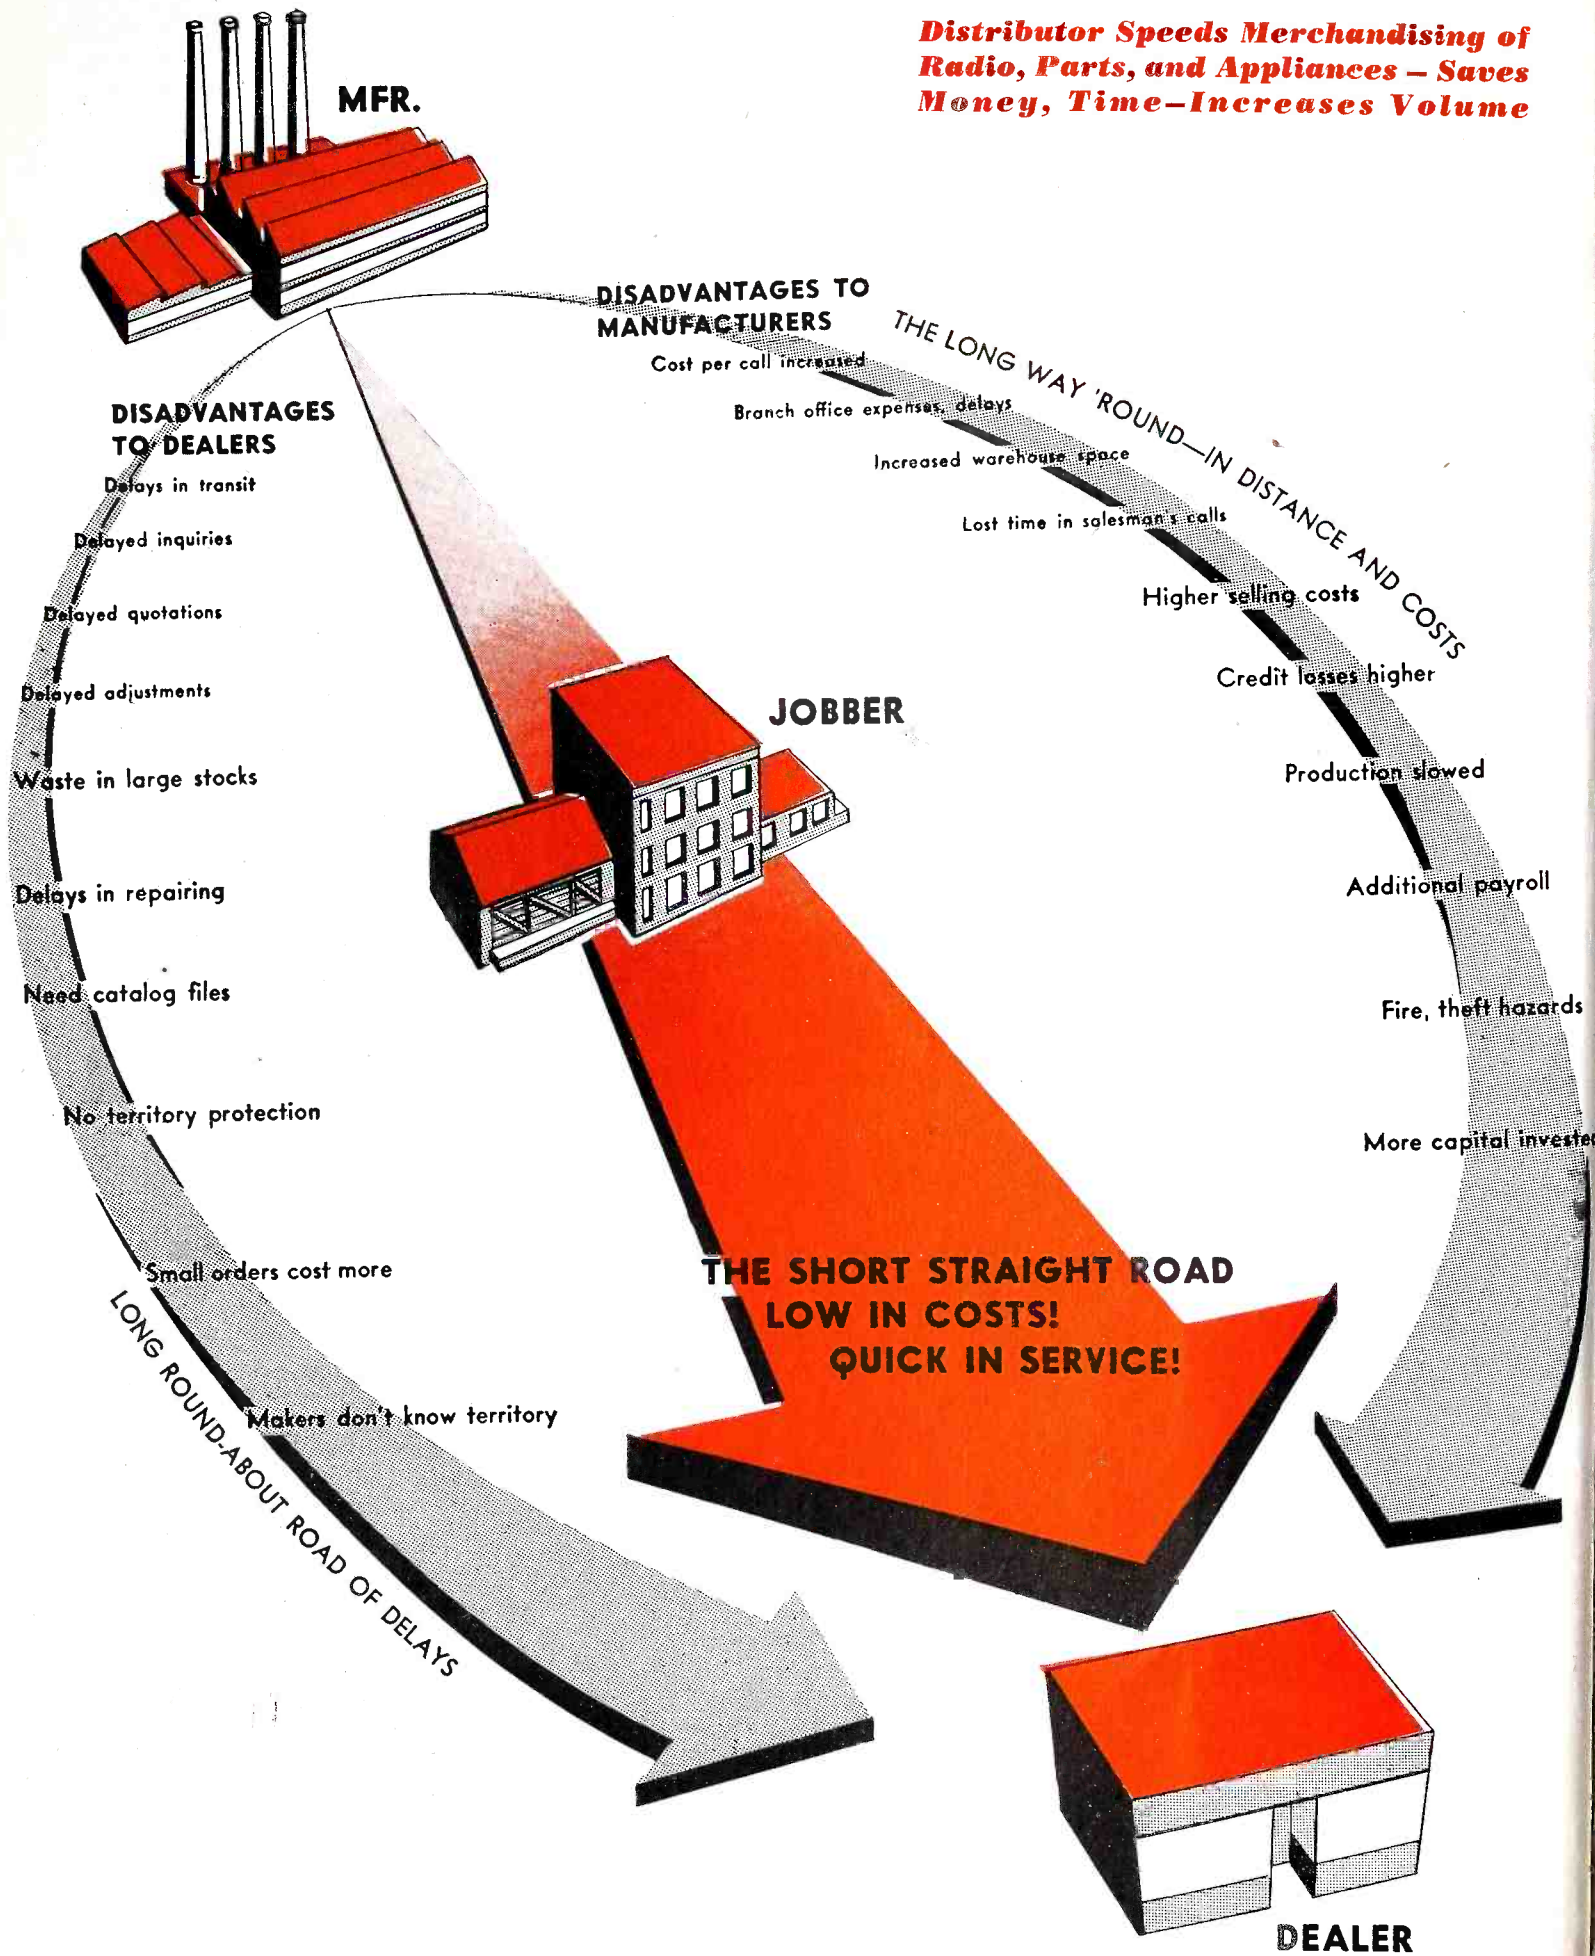 Distributor Speeds Merchandising of
Radio, Parts, and Appliances – Saves
Money, Time–Increases Volume
MFR.
DISADVANTAGES TO
MANUFACTURERS
Cost per call increased
Branch office expenses, delays
Increased warehouse space
Lost time in salesman's calls
Higher selling costs
Credit losses higher
Production slowed
Additional payroll
Fire, theft hazards
More capital investe
THE LONG WAY 'ROUND—IN DISTANCE AND COSTS
DISADVANTAGES
TO DEALERS
Delays in transit
Delayed inquiries
Delayed quotations
Delayed adjustments
Waste in large stocks
Delays in repairing
Need catalog files
No territory protection
Small orders cost more
Makers don't know territory
LONG ROUND-ABOUT ROAD OF DELAYS
JOBBER
THE SHORT STRAIGHT ROAD
LOW IN COSTS!
QUICK IN SERVICE!
DEALER